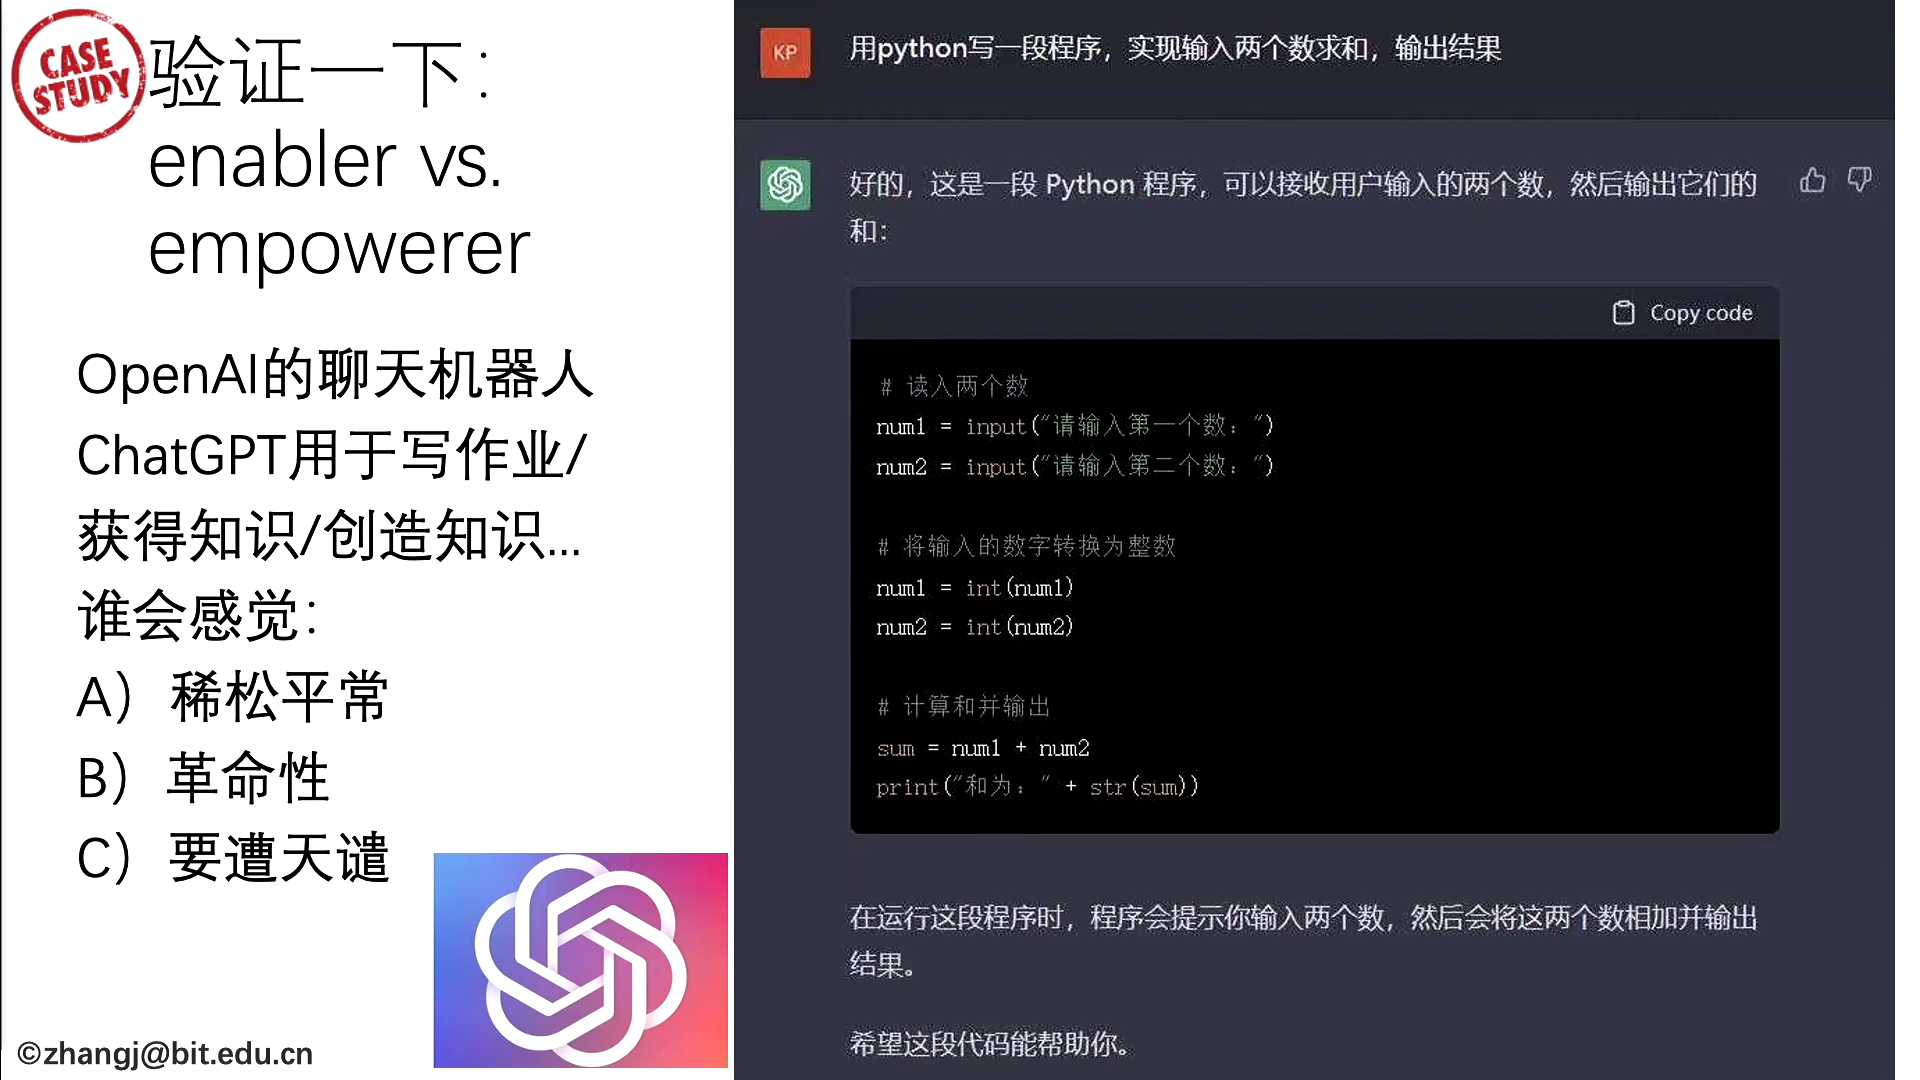 CASE
STUDY
验证一下：
enabler vs.
empowerer
OpenAI的聊天机器人
ChatGPT用于写作业/
获得知识/创造知识...
谁会感觉：
A）稀松平常
B）革命性
C）要遭天谴
©zhangj@bit.edu.cn
KP
用python写一段程序，实现输入两个数求和，输出结果
好的，这是一段 Python 程序，可以接收用户输入的两个数，然后输出它们的
和：
Copy code
# 读入两个数
num1 = input("请输入第一个数：")
num2 = input("请输入第二个数：")
# 将输入的数字转换为整数
num1 = int(num1)
num2 = int(num2)
# 计算和并输出
sum = num1 + num2
print("和为：" + str(sum))
在运行这段程序时，程序会提示你输入两个数，然后会将这两个数相加并输出
结果。
希望这段代码能帮助你。